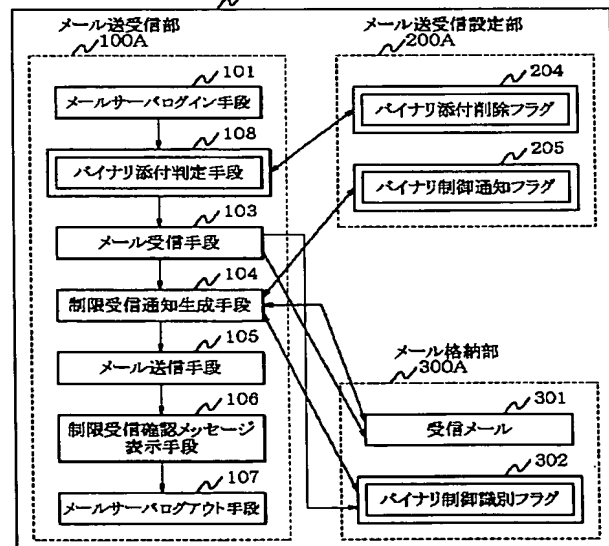 メール送受信部
100A
101
メールサーバログイン手段
108
バイナリ添付判定手段
103
メール受信手段
104
制限受信通知生成手段
105
メール送信手段
106
制限受信確認メッセージ
表示手段
107
メールサーバログアウト手段
メール送受信設定部
200A
204
バイナリ添付削除フラグ
205
バイナリ制御通知フラグ
メール格納部
300A
301
受信メール
302
バイナリ制御識別フラグ